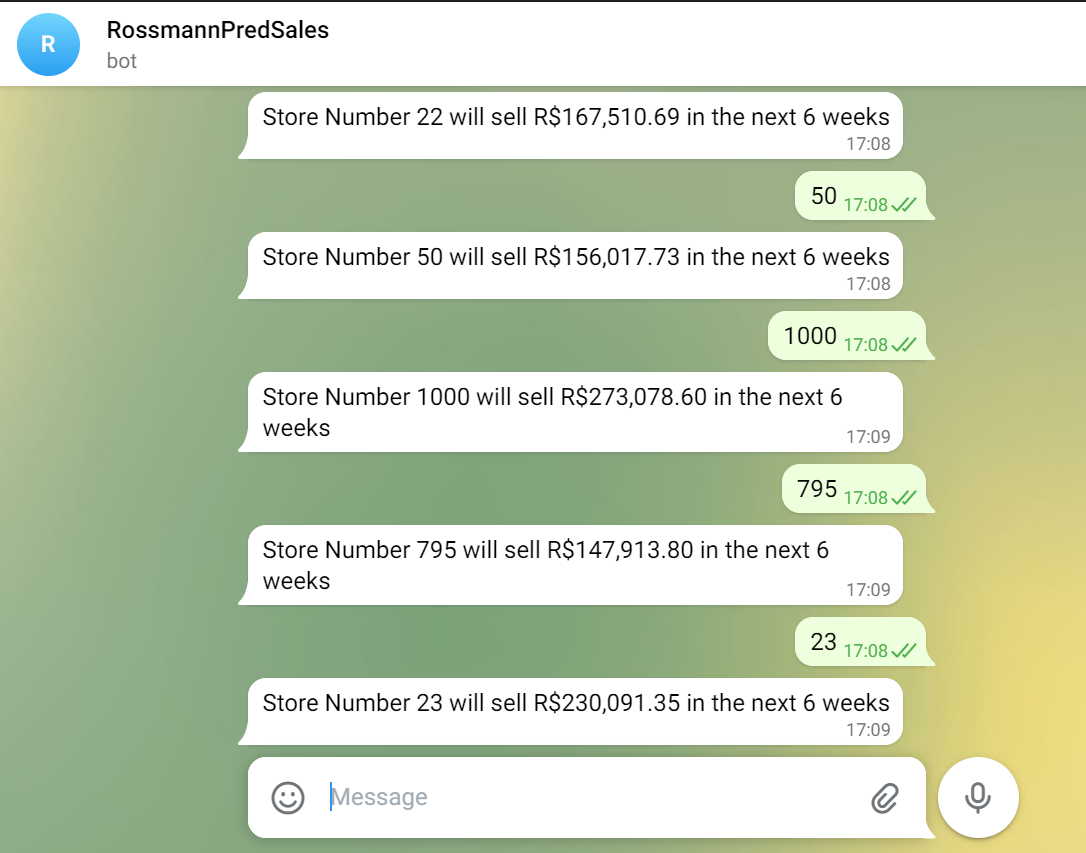 R
RossmannPredSales
bot
Store Number 22 will sell R$167,510.69 in the next 6 weeks
17:08
50 17:08
Store Number 50 will sell R$156,017.73 in the next 6 weeks
17:08
1000 17:08
Store Number 1000 will sell R$273,078.60 in the next 6
weeks
17:09
795 17:08
Store Number 795 will sell R$147,913.80 in the next 6
weeks
17:09
23 17:08
Store Number 23 will sell R$230,091.35 in the next 6 weeks
17:09
Message